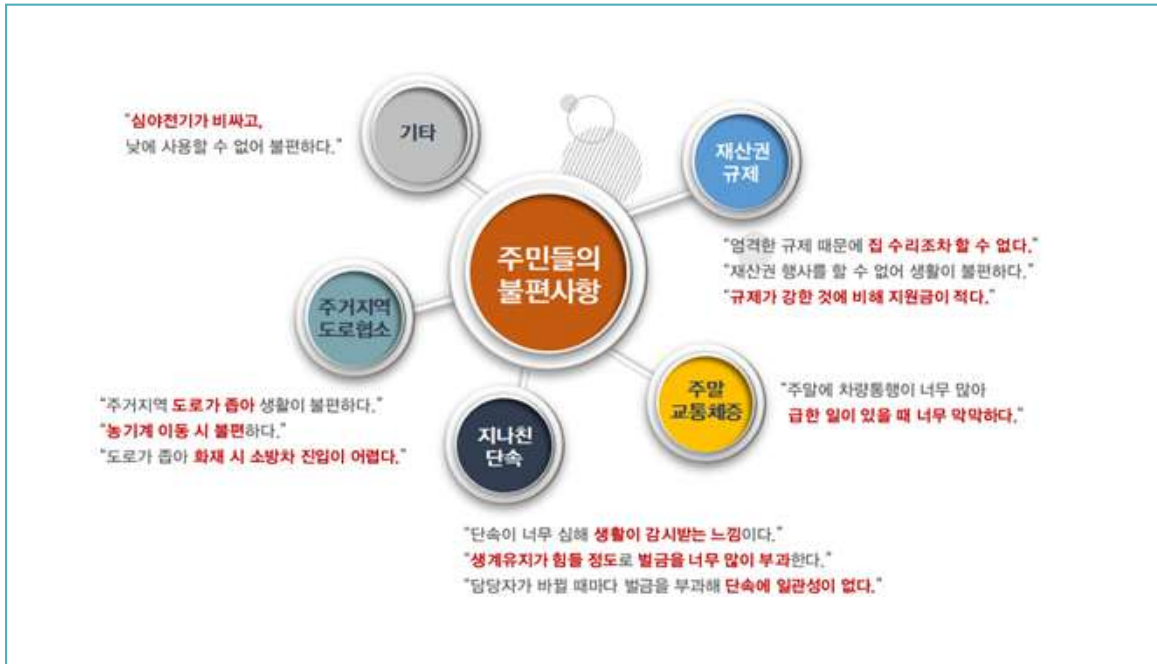 기타
"심야전기가 비싸고,
낮에 사용할 수 없어 불편하다."
재산권
규제
"엄격한 규제 때문에 집 수리조차 할 수 없다."
"재산권 행사를 할 수 없어 생활이 불편하다."
"규제가 강한 것에 비해 지원금이 적다."
주민들의
불편사항
주거지역
도로협소
"주거지역 도로가 좁아 생활이 불편하다."
"농기계 이동 시 불편하다."
"도로가 좁아 화재 시 소방차 진입이 어렵다."
주말
교통체증
"주말에 차량통행이 너무 많아
급한 일이 있을 때 너무 막막하다."
지나친
단속
"단속이 너무 심해 생활이 감시받는 느낌이다."
"생계유지가 힘들 정도로 벌금을 너무 많이 부과한다."
"담당자가 바뀔 때마다 벌금을 부과해 단속에 일관성이 없다."